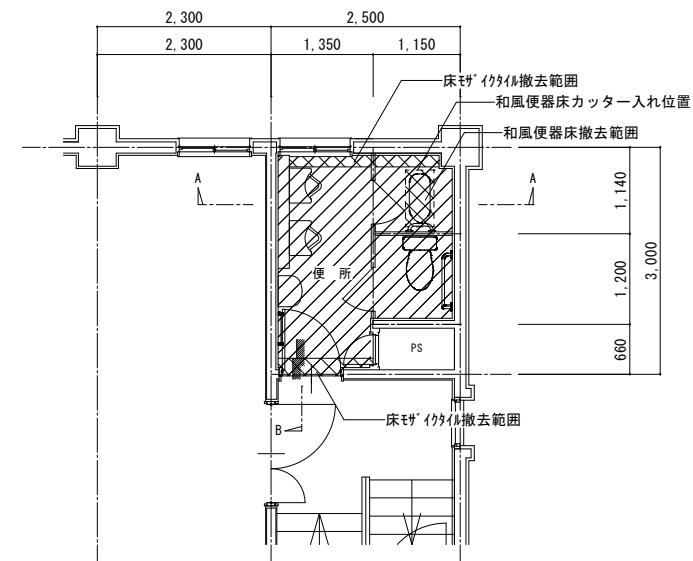 2,300 2,500
2,300 1,350 1,150
床ﾓｻﾞｲｸﾀｲﾙ撤去範囲
和風便器床カッター入れ位置
和風便器床撤去範囲
A A
1,140
1,200
3,000
便 所
660
PS
床ﾓｻﾞｲｸﾀｲﾙ撤去範囲
B